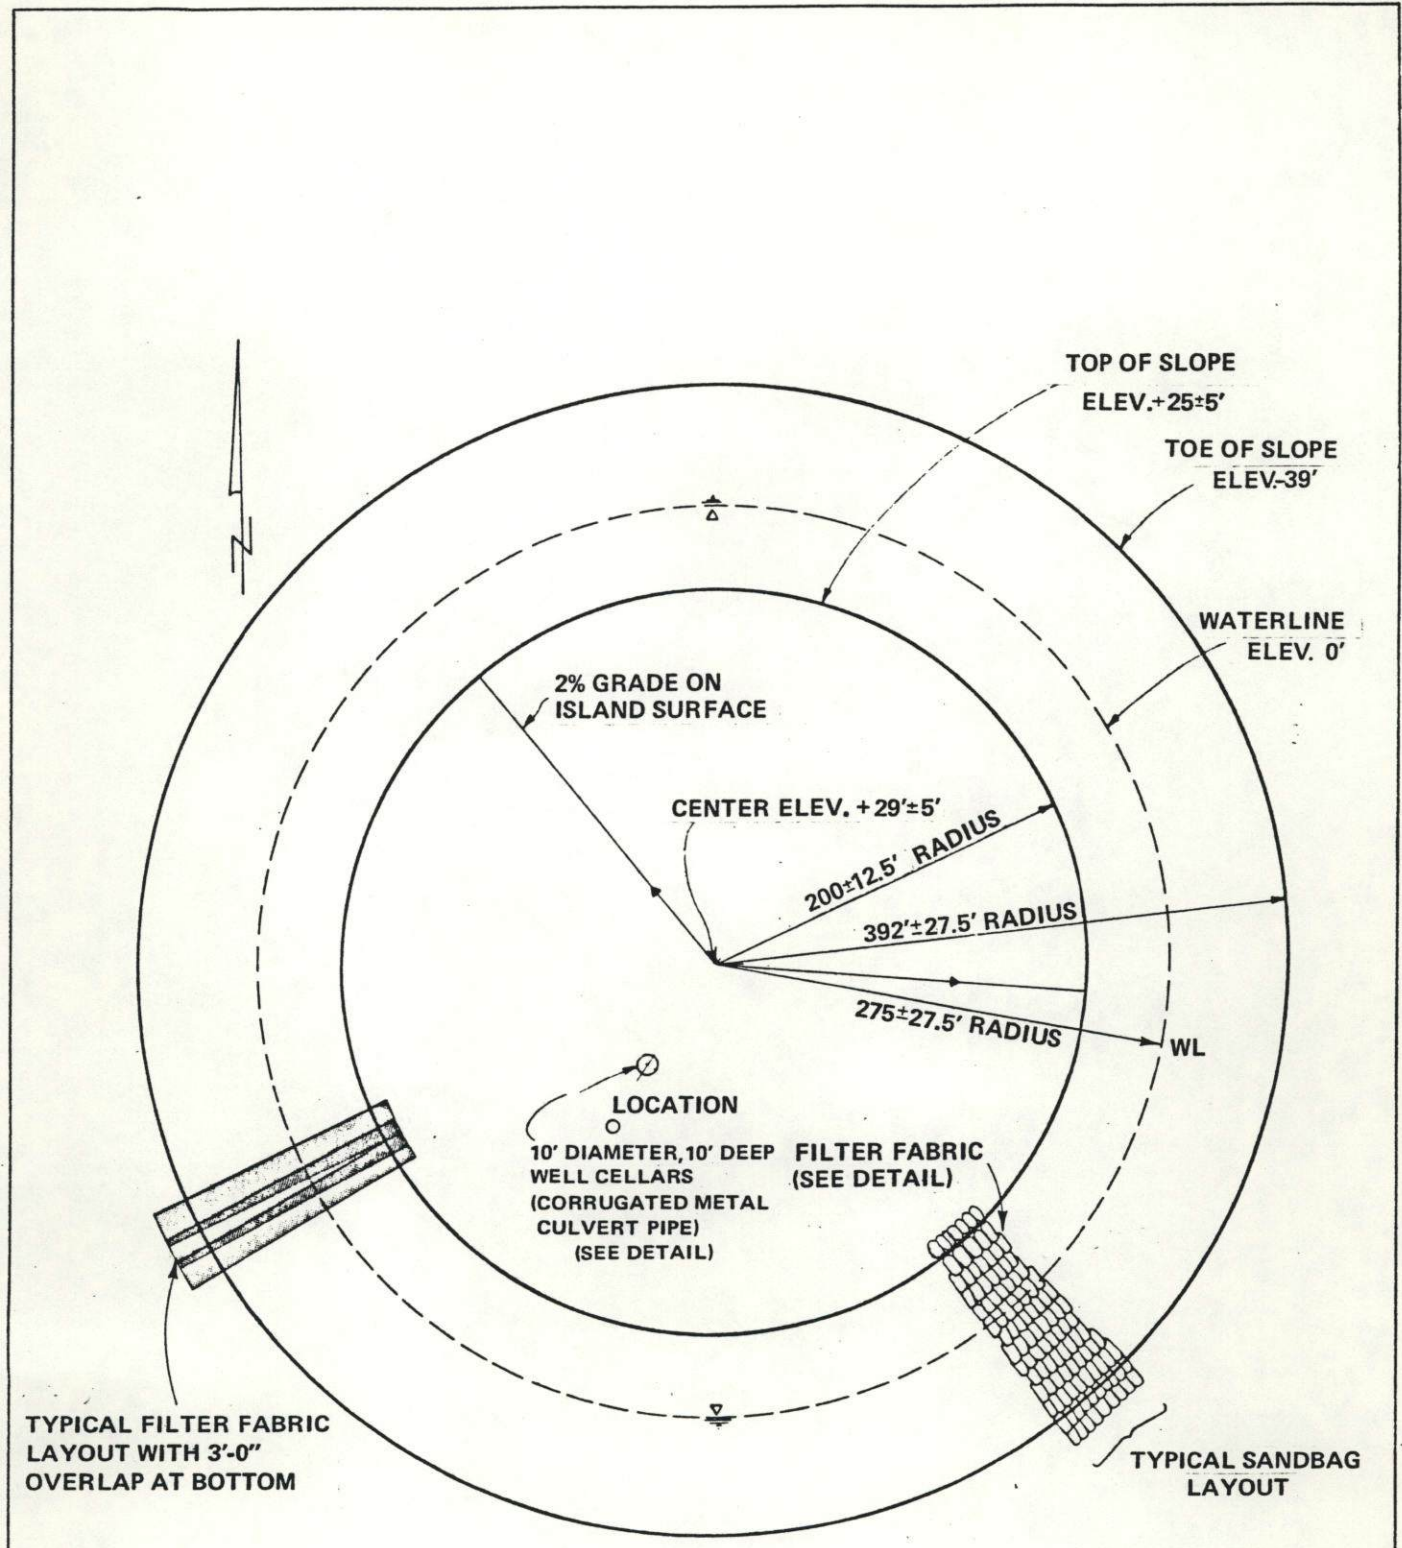 TOP OF SLOPE
ELEV.+25±5'
TOE OF SLOPE
ELEV.-39'
WATERLINE
ELEV. 0'
2% GRADE ON
ISLAND SURFACE
CENTER ELEV. +29'±5'
200±12.5' RADIUS
392'±27.5' RADIUS
275±27.5' RADIUS
WL
LOCATION
10' DIAMETER,10' DEEP
WELL CELLARS
(CORRUGATED METAL
CULVERT PIPE)
(SEE DETAIL)
FILTER FABRIC
(SEE DETAIL)
TYPICAL FILTER FABRIC
LAYOUT WITH 3'-0"
OVERLAP AT BOTTOM
TYPICAL SANDBAG
LAYOUT